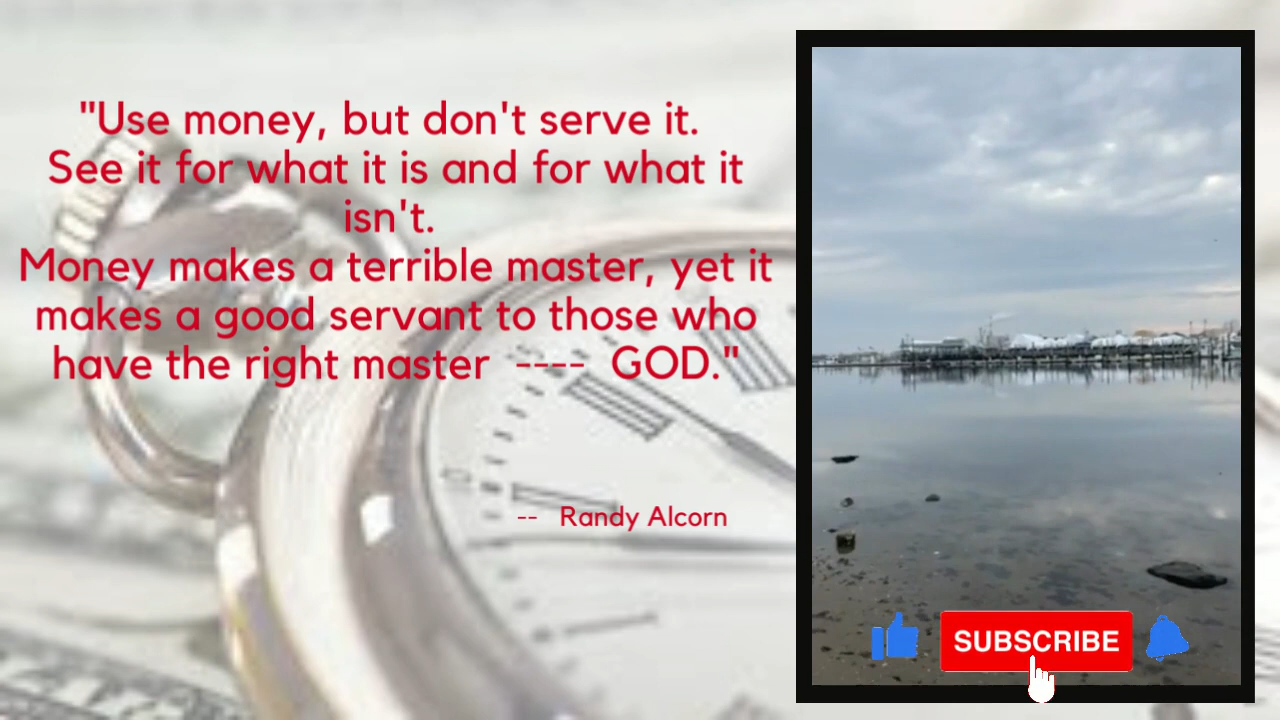 "Use money, but don't serve it.
See it for what it is and for what it
isn't.
Money makes a terrible master, yet it
makes a good servant to those who
have the right master ---- GOD."
-- Randy Alcorn
SUBSCRIBE